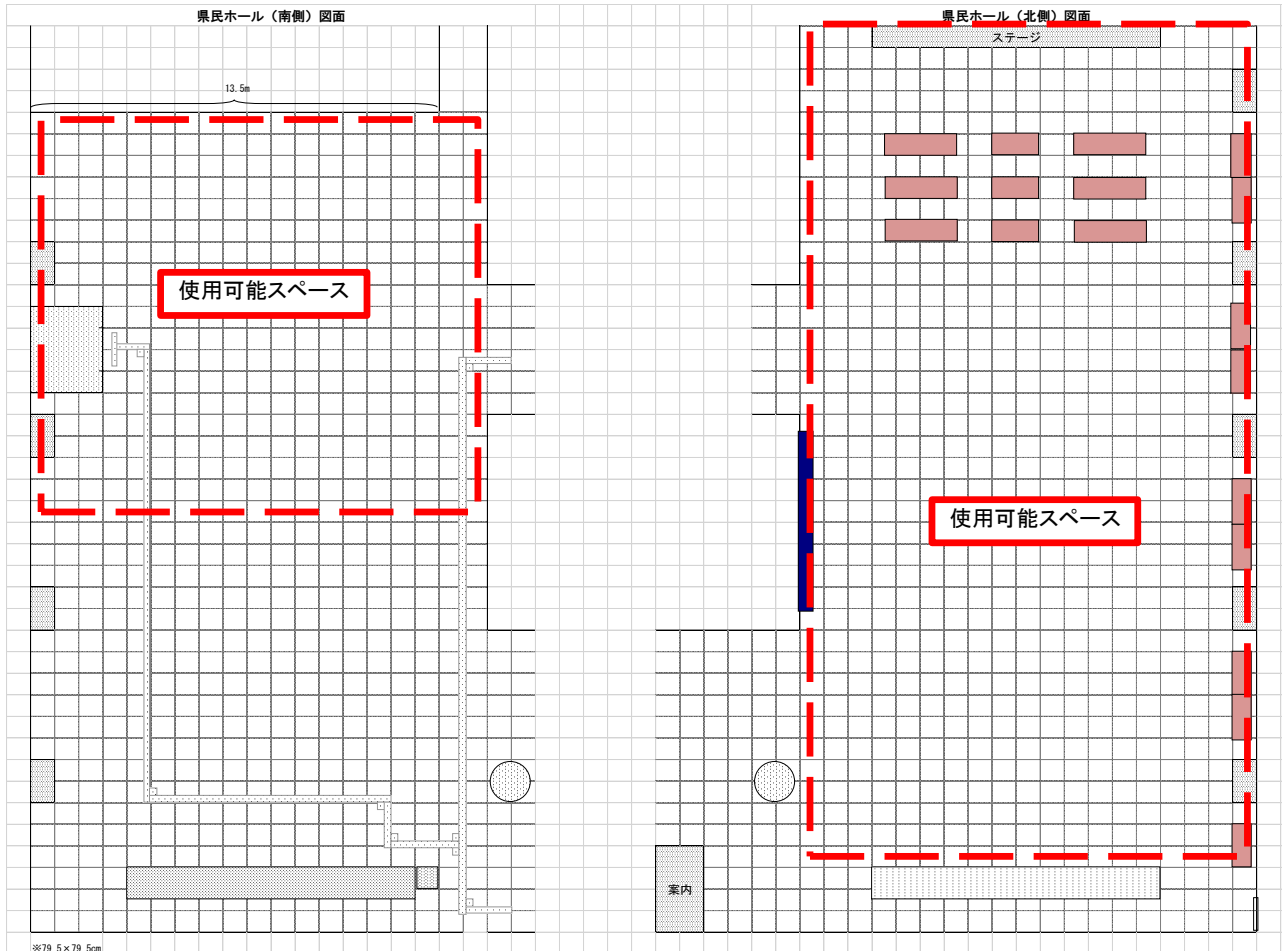 県民ホール（南側）図面
県民ホール（北側）図面
ステージ
13.5m
使用可能スペース
使用可能スペース
案内
※79.5×79.5cm